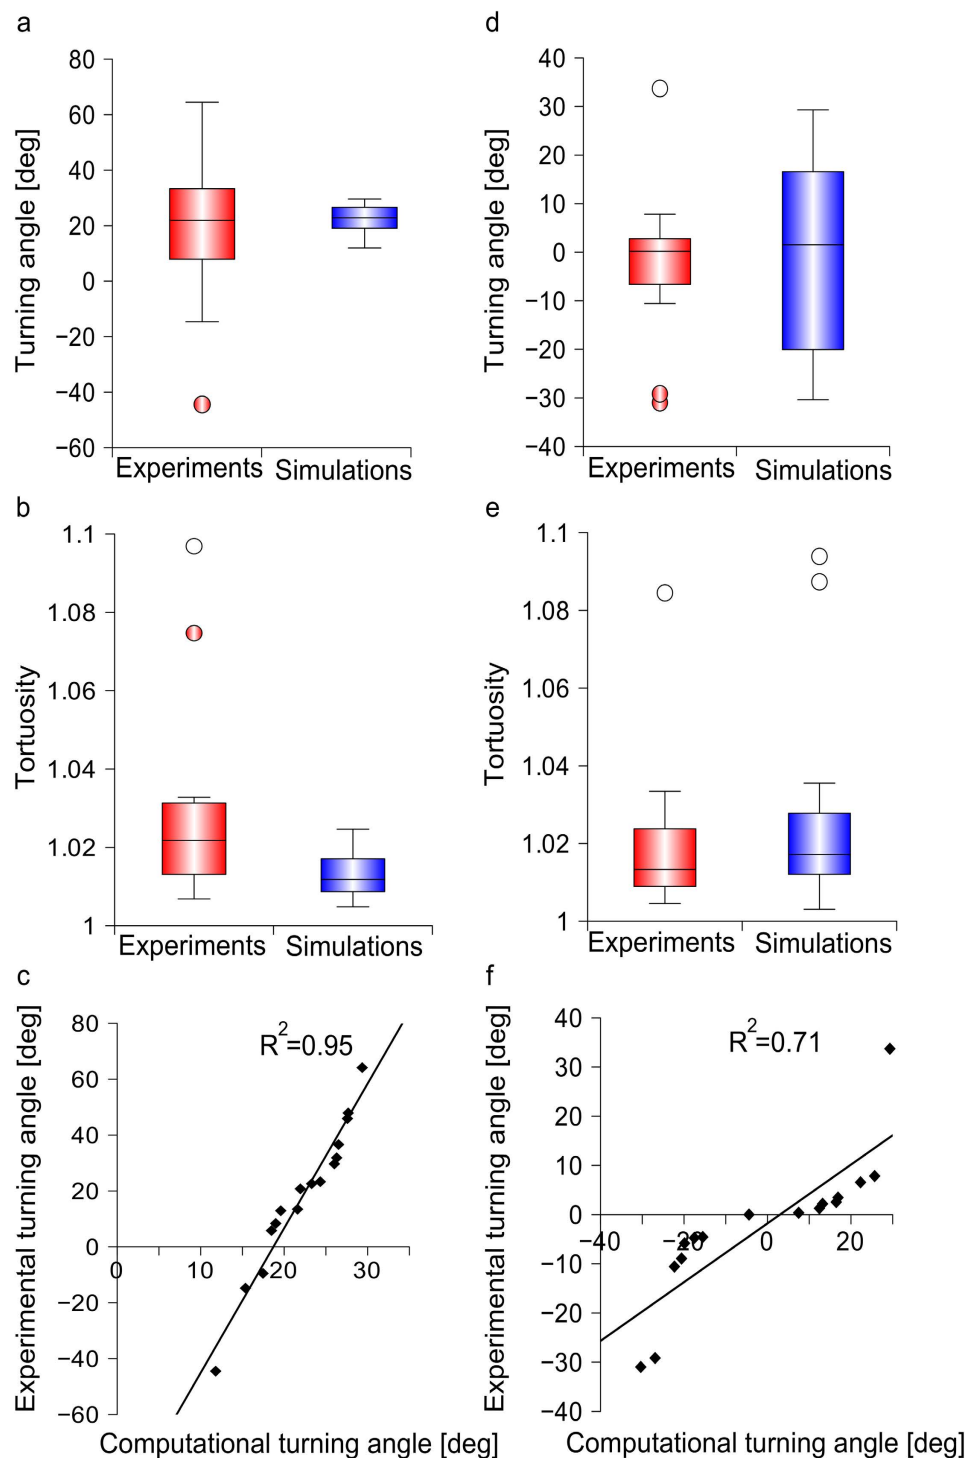 a
Turning angle [deg]
80
60
40
20
0
−20
−40
−60
Experiments
Simulations
d
Turning angle [deg]
40
30
20
10
0
−10
−20
−30
−40
Experiments
Simulations
b
Tortuosity
1.1
1.08
1.06
1.04
1.02
1
Experiments
Simulations
e
Tortuosity
1.1
1.08
1.06
1.04
1.02
1
Experiments
Simulations
c
Experimental turning angle [deg]
80
60
40
20
0
−20
−40
−60
R²=0.95
0
10
20
30
Computational turning angle [deg]
f
Experimental turning angle [deg]
40
30
20
10
0
−10
−20
−30
−40
R²=0.71
−40
−20
0
20
Computational turning angle [deg]